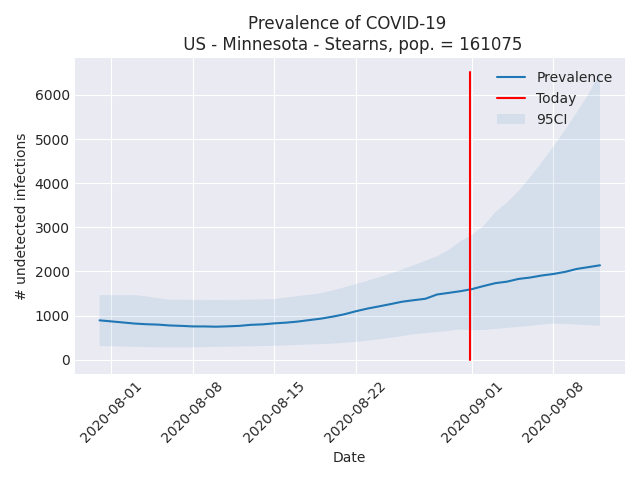 Prevalence of COVID-19
US - Minnesota - Stearns, pop. = 161075
Prevalence
Today
95CI
6000
5000
4000
3000
2000
1000
0
# undetected infections
2020-08-01
2020-08-08
2020-08-15
2020-08-22
2020-09-01
2020-09-08
Date